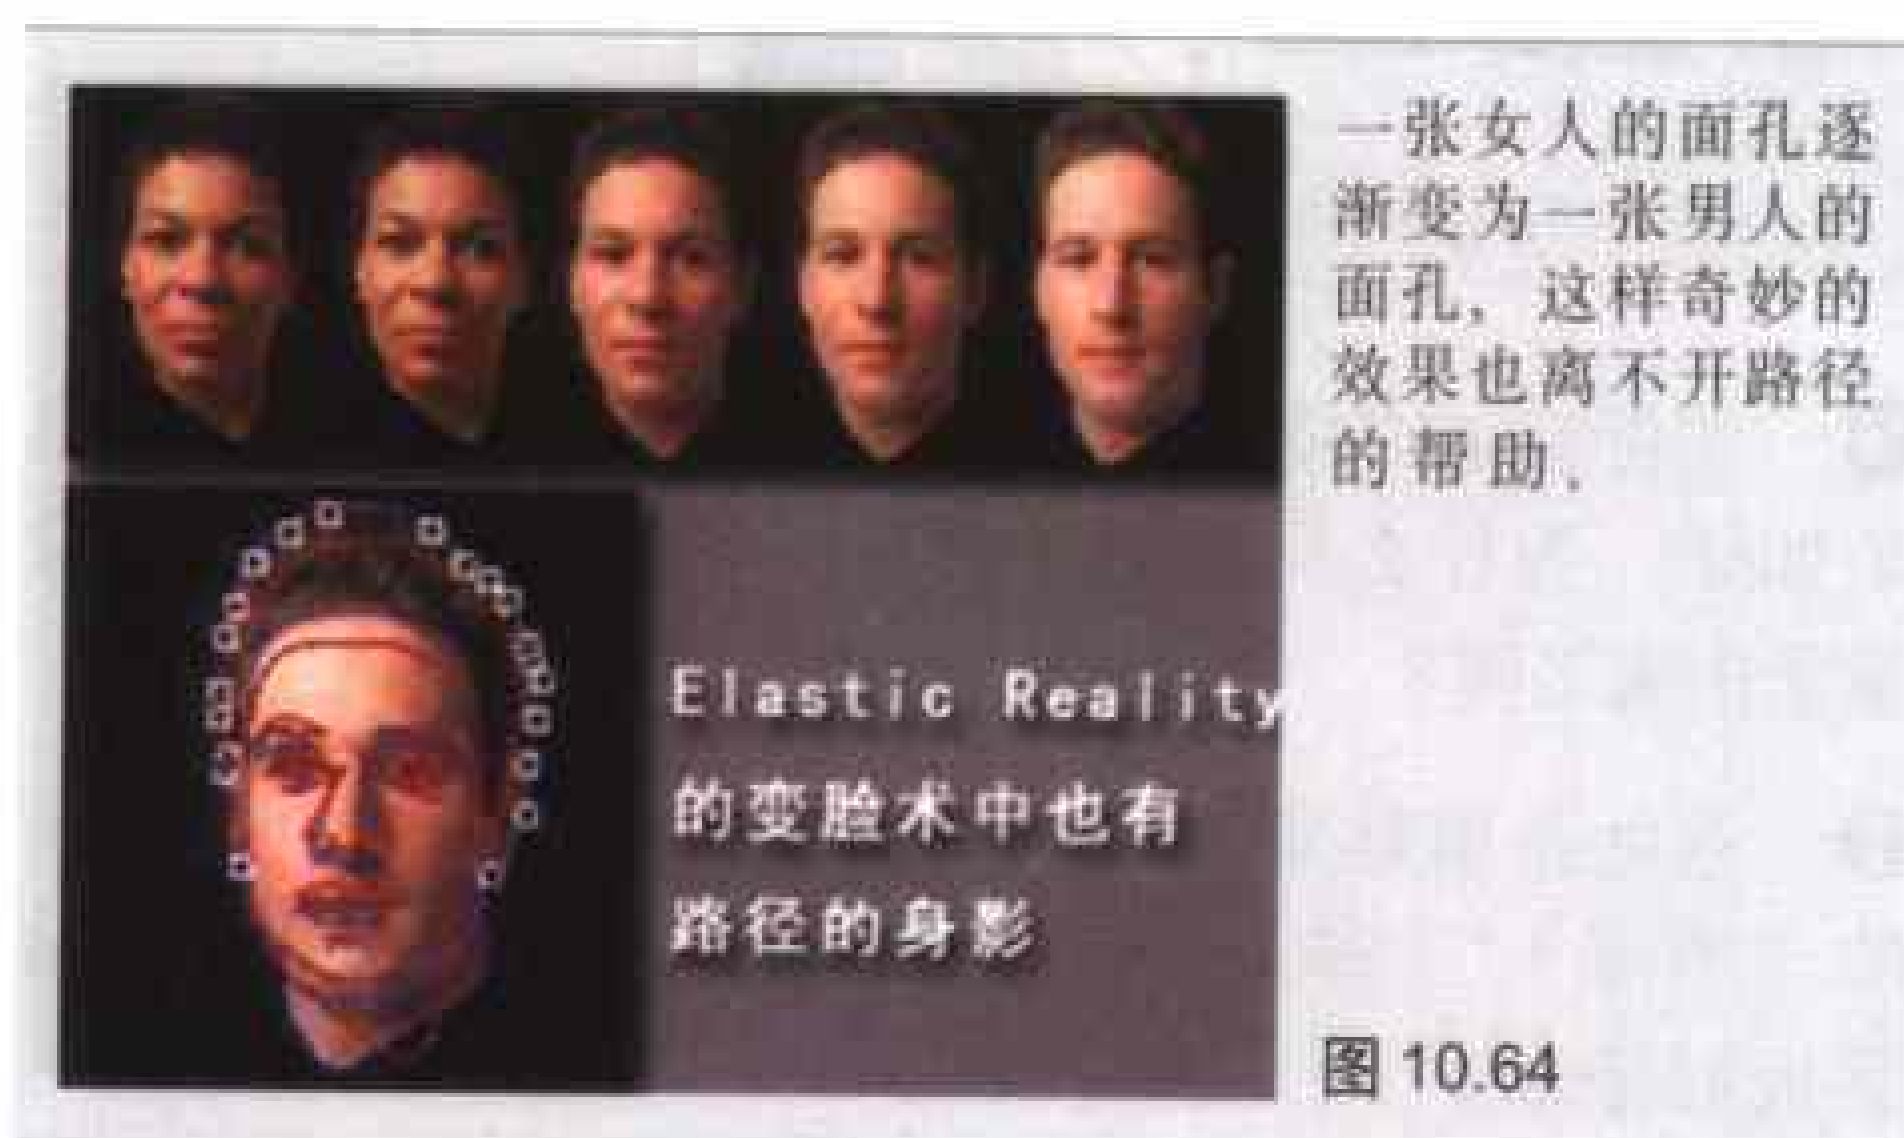 一张女人的面孔逐
渐变为一张男人的
面孔，这样奇妙的
效果也离不开路径
的帮助。
Elastic Reality
的变脸术中也有
路径的身影
图 10.64